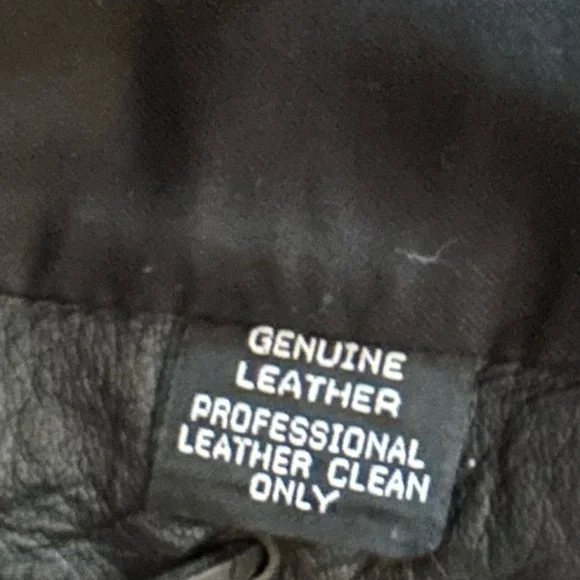 GENUINE
LEATHER
PROFESSIONAL
LEATHER CLEAN
ONLY